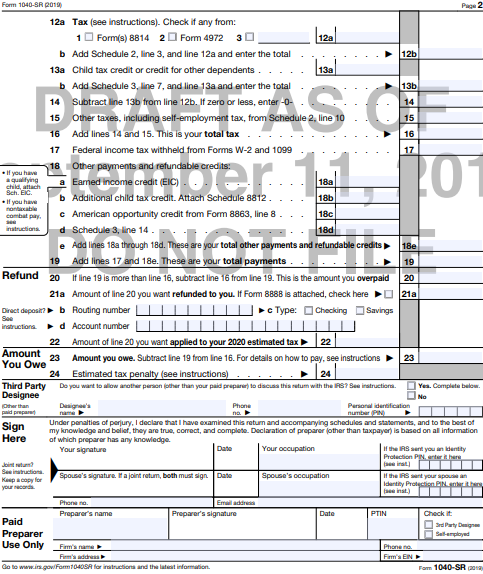 Form 1040-SR (2019) Page 2
12a Tax (see instructions). Check if any from:
1 Form(s) 8814 2 Form 4972 3 12a
b Add Schedule 2, line 3, and line 12a and enter the total 12b
13a Child tax credit or credit for other dependents 13a
b Add Schedule 3, line 7, and line 13a and enter the total 13b
14 Subtract line 13b from line 12b. If zero or less, enter -0- 14
15 Other taxes, including self-employment tax, from Schedule 2, line 10 15
16 Add lines 14 and 15. This is your total tax 16
17 Federal income tax withheld from Forms W-2 and 1099 17
18 Other payments and refundable credits:
• If you have
a qualifying
child, attach
Sch. EIC.
• If you have
nontaxable
combat pay,
see
instructions.
a Earned income credit (EIC) 18a
b Additional child tax credit. Attach Schedule 8812 18b
c American opportunity credit from Form 8863, line 8 18c
d Schedule 3, line 14 18d
e Add lines 18a through 18d. These are your total other payments and refundable credits 18e
19 Add lines 17 and 18e. These are your total payments 19
Refund 20 If line 19 is more than line 16, subtract line 16 from line 19. This is the amount you overpaid 20
21a Amount of line 20 you want refunded to you. If Form 8888 is attached, check here 21a
Direct deposit? b Routing number c Type: Checking Savings
See
instructions. d Account number
22 Amount of line 20 you want applied to your 2020 estimated tax 22
Amount
You Owe 23 Amount you owe. Subtract line 19 from line 16. For details on how to pay, see instructions 23
24 Estimated tax penalty (see instructions) 24
Third Party
Designee
(Other than
paid preparer)
Do you want to allow another person (other than your paid preparer) to discuss this return with the IRS? See instructions. Yes. Complete below.
No
Designee's
name
Phone
no.
Personal identification
number (PIN)
Sign
Here
Joint return?
See instructions.
Keep a copy for
your records.
Under penalties of perjury, I declare that I have examined this return and accompanying schedules and statements, and to the best of
my knowledge and belief, they are true, correct, and complete. Declaration of preparer (other than taxpayer) is based on all information
of which preparer has any knowledge.
Your signature Date Your occupation
If the IRS sent you an Identity
Protection PIN, enter it here
(see inst.)
Spouse's signature. If a joint return, both must sign. Date Spouse's occupation
If the IRS sent your spouse an
Identity Protection PIN, enter it here
(see inst.)
Phone no. Email address
Paid
Preparer
Use Only
Preparer's name Preparer's signature Date PTIN Check if:
3rd Party Designee
Self-employed
Firm's name Phone no.
Firm's address Firm's EIN
Go to www.irs.gov/Form1040SR for instructions and the latest information. Form 1040-SR (2019)
DRAFT AS OF
eptember 11, 201
DO NOT FILE